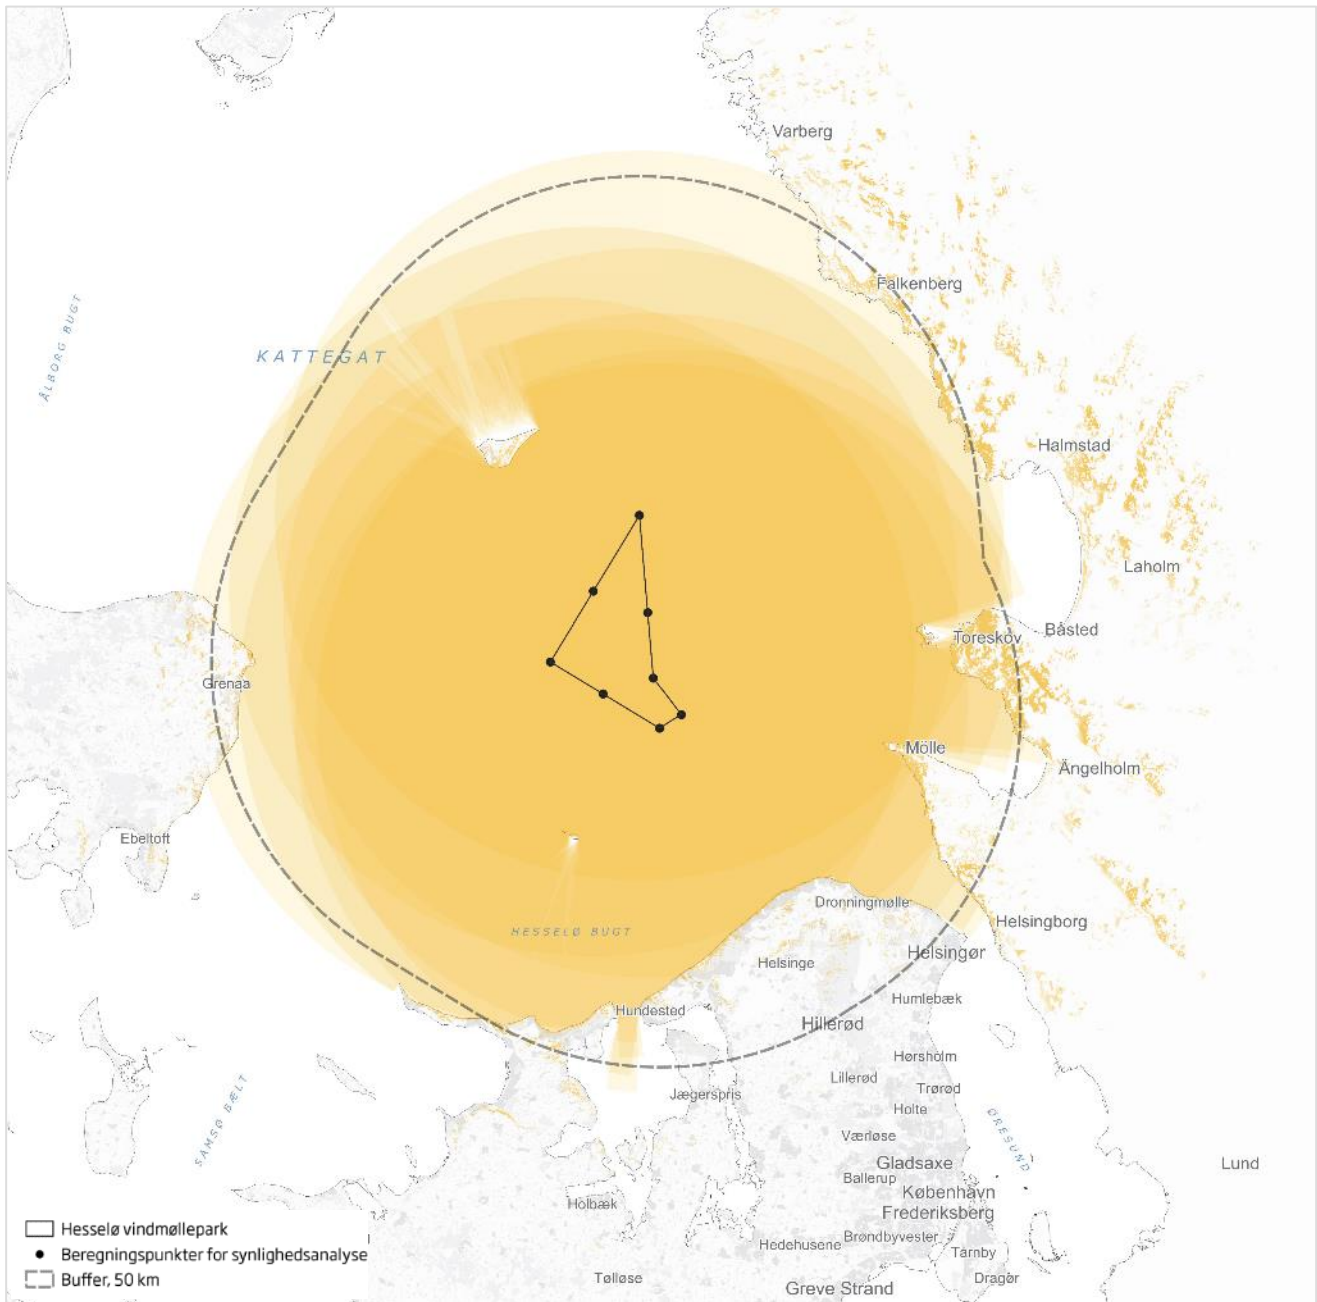 Varberg
Falkenberg
ÅLBORG BUGT
KATTEGAT
Halmstad
Laholm
Båsted
Toreskov
Grenaa
Mölle
Ängelholm
Ebeltoft
Dronningmølle
Helsingborg
HESSELØ BUGT
Helsingør
Helsinge
Humlebæk
Hundested
Hillerød
Hørsholm
Lillerød
Trørød
Jægerspris
Holte
SAMSØ BÆLT
Værløse
ØRESUND
Gladsaxe
Lund
Ballerup
København
Holbæk
Frederiksberg
Hesselø vindmøllepark
Brøndbyvester
Hedehusene
Beregningspunkter for synlighedsanalyse
Tårnby
Buffer, 50 km
Tølløse
Dragør
Greve Strand